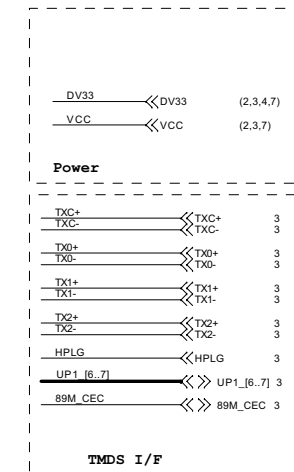 DV33 DV33 (2,3,4,7)
VCC VCC (2,3,7)
Power
TXC+ TXC+ 3
TXC- TXC- 3
TX0+ TX0+ 3
TX0- TX0- 3
TX1+ TX1+ 3
TX1- TX1- 3
TX2+ TX2+ 3
TX2- TX2- 3
HPLG HPLG 3
UP1_[6..7] UP1_[6..7] 3
89M_CEC 89M_CEC 3
TMDS I/F